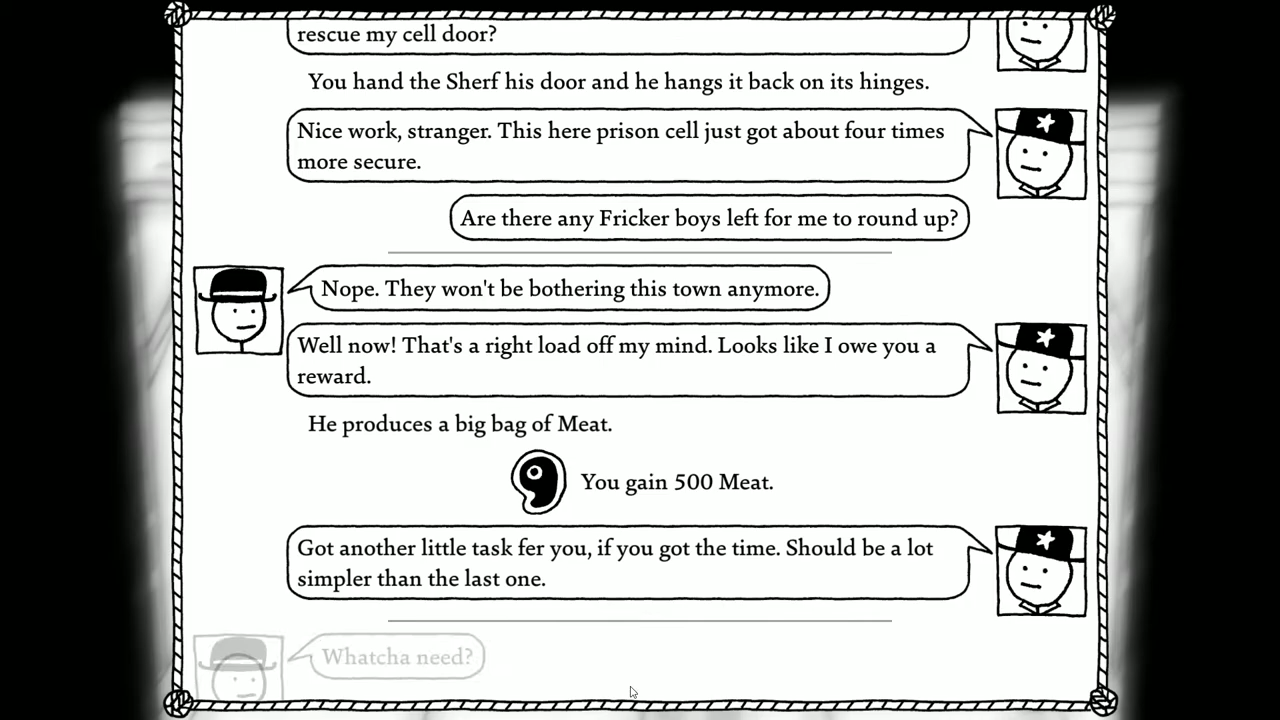 rescue my cell door?
You hand the Sherf his door and he hangs it back on its hinges.
Nice work, stranger. This here prison cell just got about four times
more secure.
Are there any Fricker boys left for me to round up?
Nope. They won't be bothering this town anymore.
Well now! That's a right load off my mind. Looks like I owe you a
reward.
He produces a big bag of Meat.
You gain 500 Meat.
Got another little task fer you, if you got the time. Should be a lot
simpler than the last one.
Whatcha need?